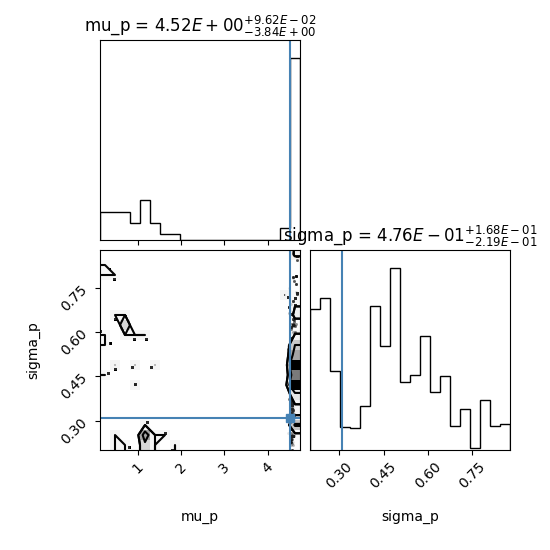 mu_p = 4.52E+00+9.62E−02−3.84E+00
sigma_p = 4.76E−01+1.68E−01−2.19E−01
sigma_p
0.75
0.60
0.45
0.30
1 2 3 4
0.30 0.45 0.60 0.75
mu_p
sigma_p